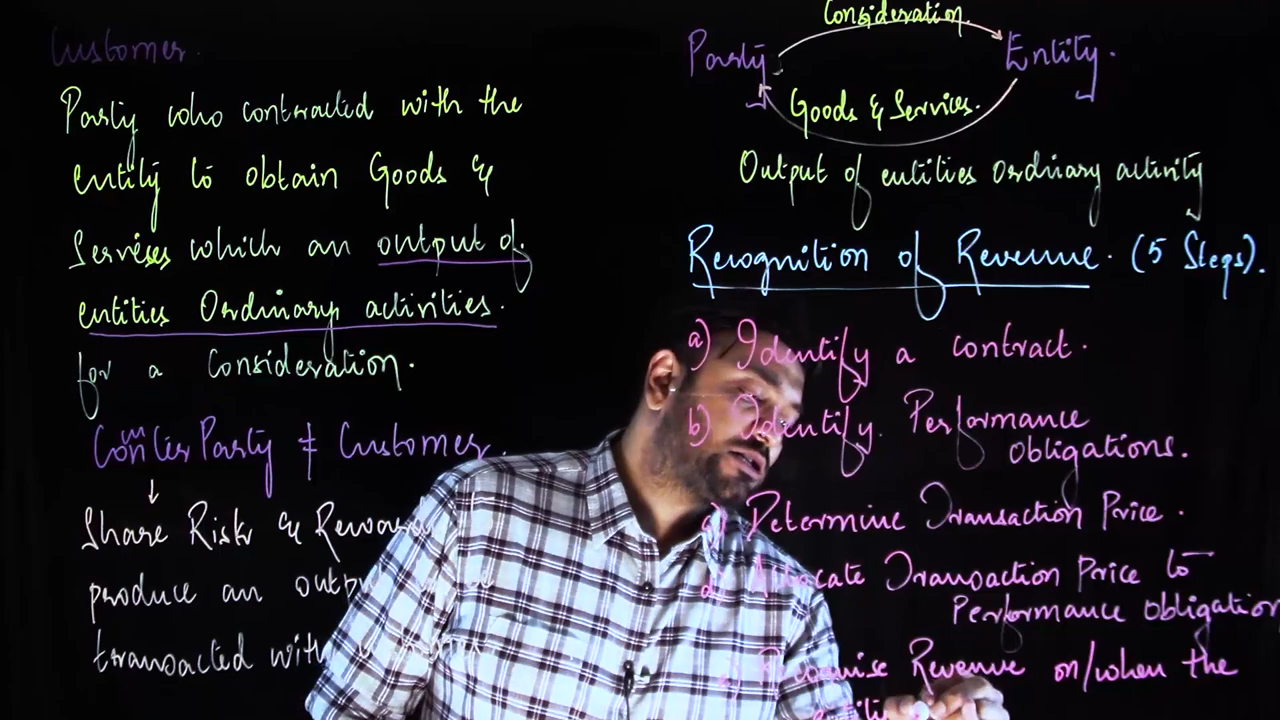 Customer.
Party who contracted with the
entity to obtain Goods &
Services which an output of
entities Ordinary activities.
for a Consideration.
Counter Party ≠ Customer.
↓
Share Risk & Reward
produce an
transacted with
Consideration.
Party Entity.
Goods & Services.
Output of entities Ordinary activity
Recognition of Revenue. (5 Steps).
a) Identify a contract.
b) Identify Performance
obligations.
c) Determine Transaction Price.
d) Allocate Transaction Price to
Performance obligation
e) Recognise Revenue on/when the